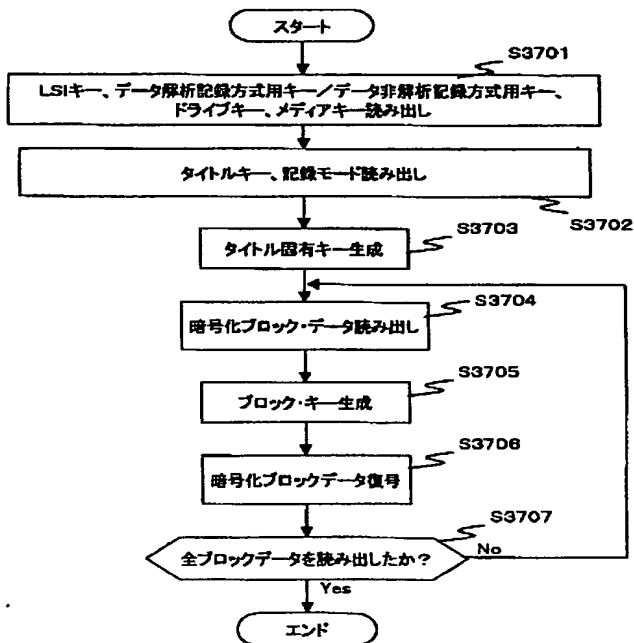 スタート
S3701
LSIキー、データ解析記録方式用キー／データ非解析記録方式用キー、
ドライブキー、メディアキー読み出し
タイトルキー、記録モード読み出し
S3702
S3703
タイトル固有キー生成
S3704
暗号化ブロック・データ読み出し
S3705
ブロック・キー生成
S3706
暗号化ブロックデータ復号
S3707
全ブロックデータを読み出したか？
No
Yes
エンド